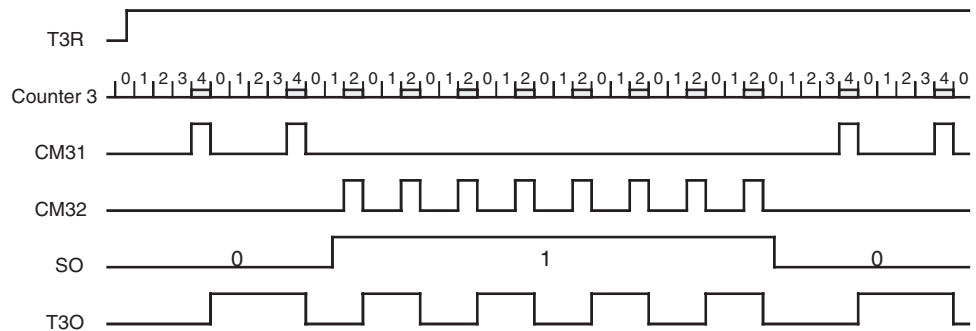 T3R
Counter 3 0 1 2 3 4 0 1 2 3 4 0 1 2 0 1 2 0 1 2 0 1 2 0 1 2 0 1 2 0 1 2 0 1 2 0 1 2 3 4 0 1 2 3 4 0
CM31
CM32
SO 0 1 0
T3O